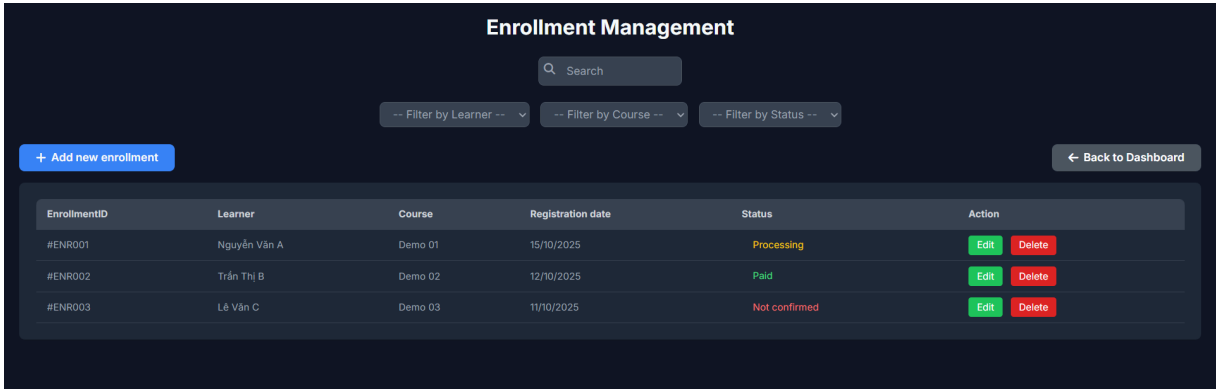 Enrollment Management
Search
-- Filter by Learner -- -- Filter by Course -- -- Filter by Status --
+ Add new enrollment ← Back to Dashboard
EnrollmentID Learner Course Registration date Status Action
#ENR001 Nguyễn Văn A Demo 01 15/10/2025 Processing Edit Delete
#ENR002 Trần Thị B Demo 02 12/10/2025 Paid Edit Delete
#ENR003 Lê Văn C Demo 03 11/10/2025 Not confirmed Edit Delete